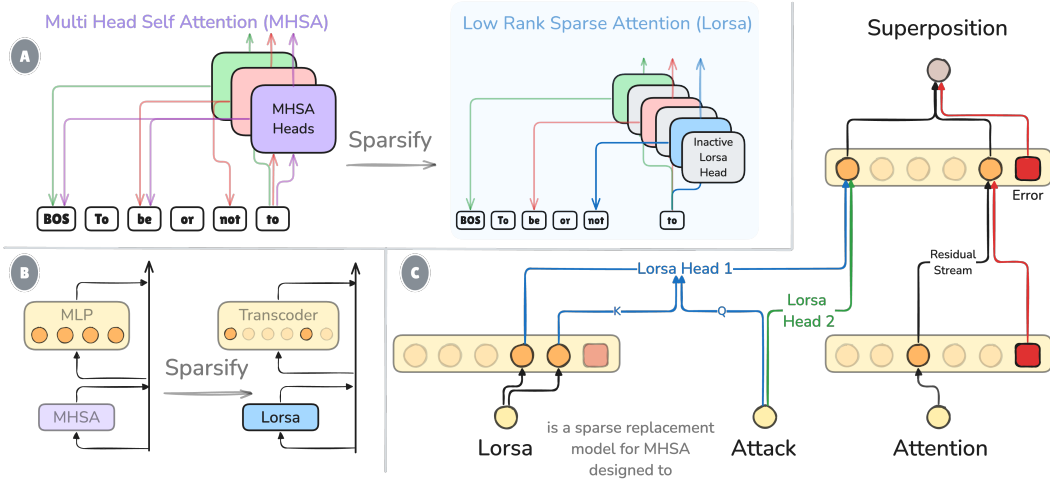 Multi Head Self Attention (MHSA)
A
MHSA
Heads
BOS
To
be
or
not
to
Sparsify
Low Rank Sparse Attention (Lorsa)
Inactive
Lorsa
Head
BOS
To
be
or
not
to
B
MLP
MHSA
Sparsify
Transcoder
Lorsa
C
Superposition
Error
Lorsa Head 1
K
Q
Lorsa
Head 2
Residual
Stream
Lorsa
is a sparse replacement
model for MHSA
designed to
Attack
Attention